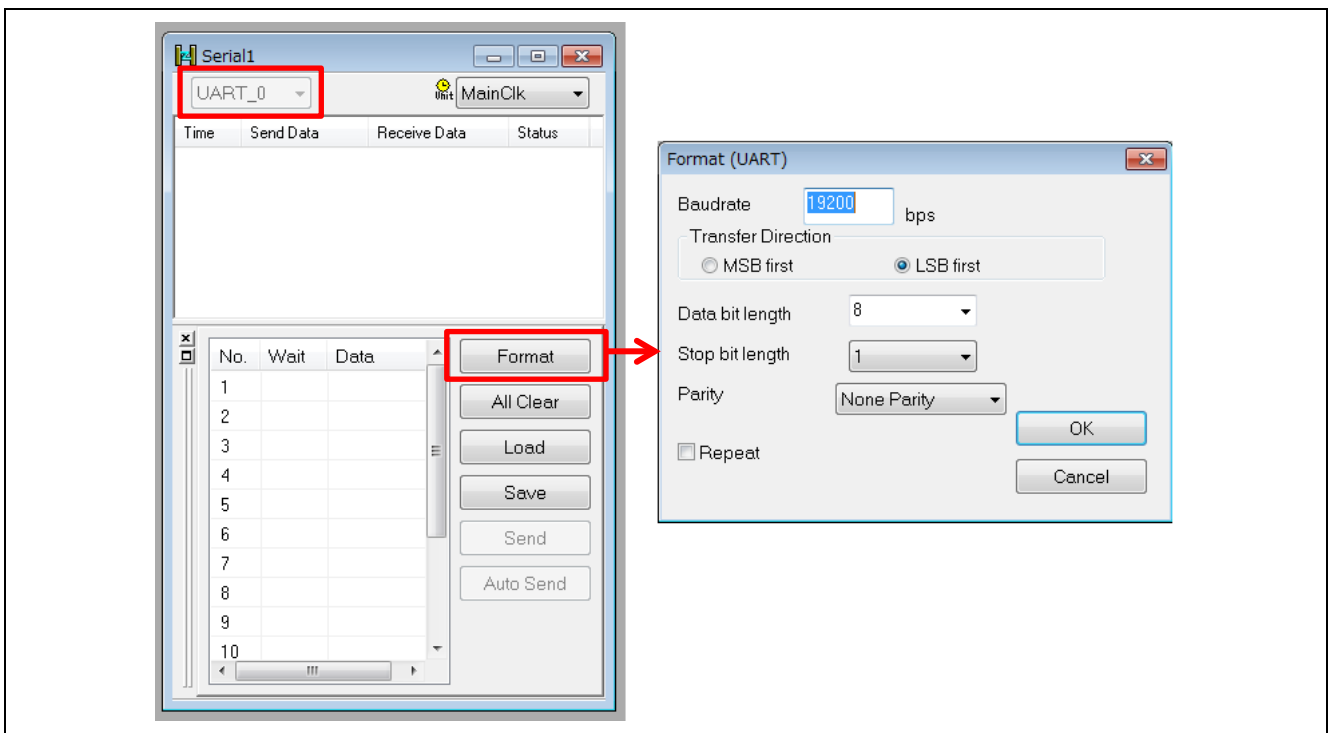 Serial1
UART_0
Unit MainClk
Time Send Data Receive Data Status
No. Wait Data
1
2
3
4
5
6
7
8
9
10
Format
All Clear
Load
Save
Send
Auto Send
Format (UART)
Baudrate 19200 bps
Transfer Direction
MSB first LSB first
Data bit length 8
Stop bit length 1
Parity None Parity
Repeat
OK
Cancel